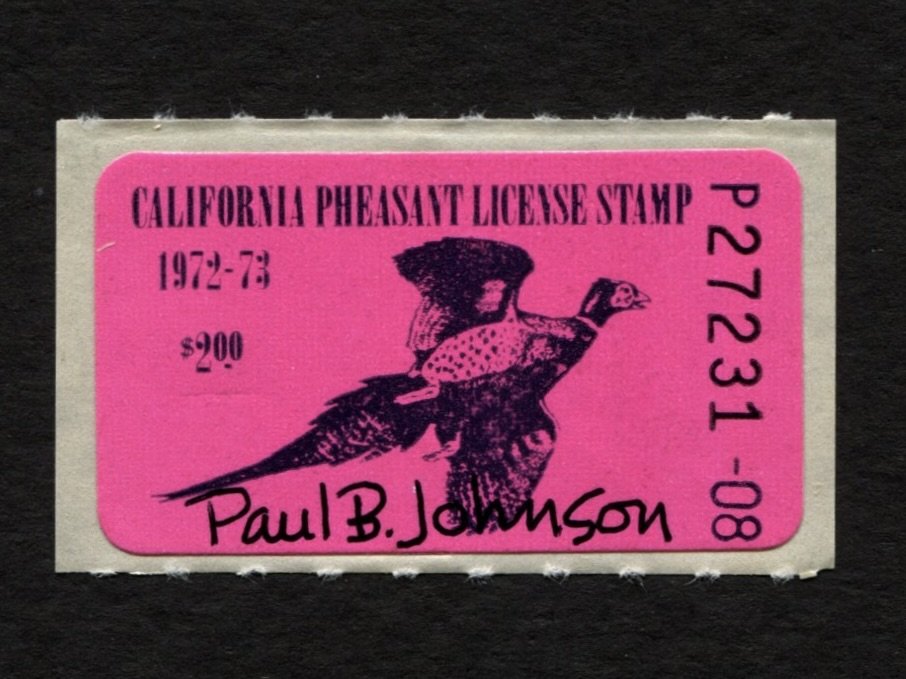 CALIFORNIA PHEASANT LICENSE STAMP
1972-73
$2.00
Paul B. Johnson
P27231-08